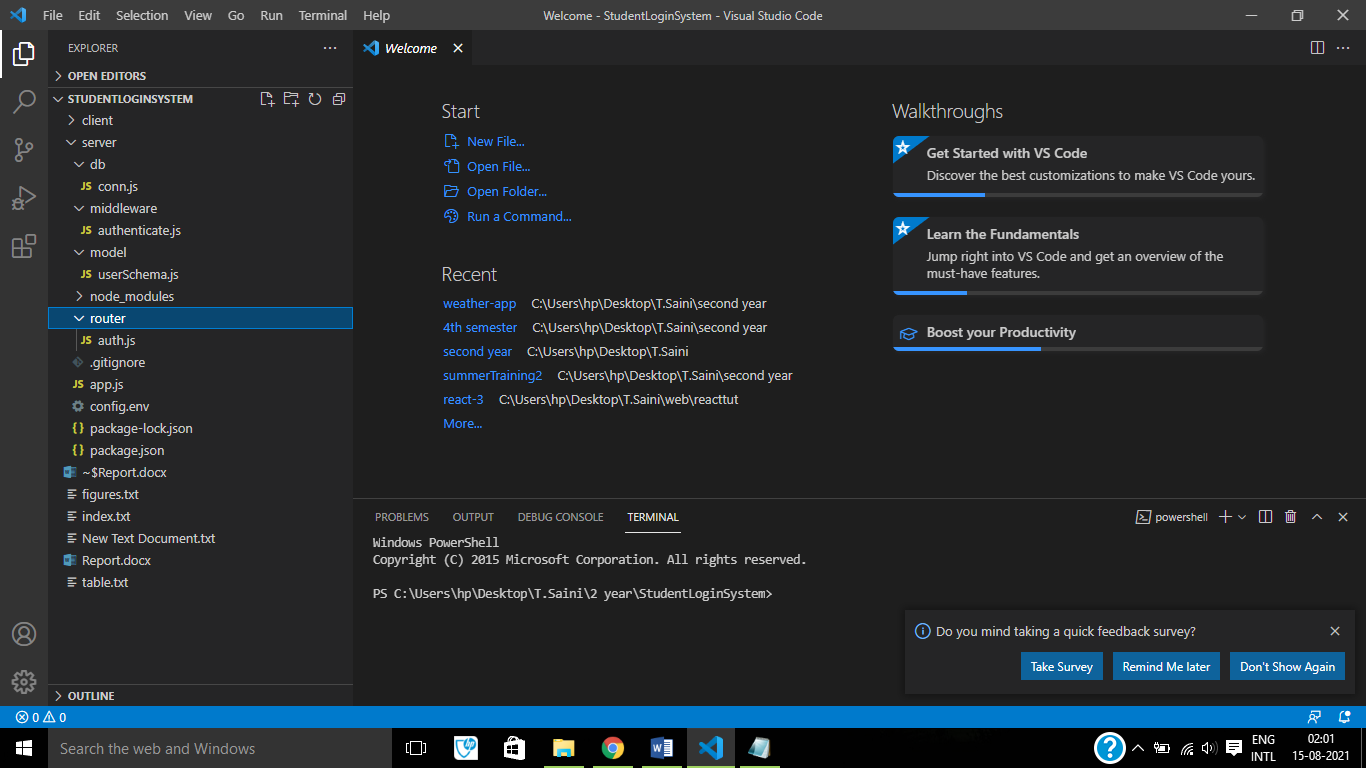 File Edit Selection View Go Run Terminal Help
Welcome - StudentLoginSystem - Visual Studio Code
EXPLORER
OPEN EDITORS
STUDENTLOGINSYSTEM
client
server
db
JS conn.js
middleware
JS authenticate.js
model
JS userSchema.js
node_modules
router
JS auth.js
.gitignore
JS app.js
config.env
{} package-lock.json
{} package.json
~$Report.docx
figures.txt
index.txt
New Text Document.txt
Report.docx
table.txt
OUTLINE
Welcome
Start
New File...
Open File...
Open Folder...
Run a Command...
Recent
weather-app C:\Users\hp\Desktop\T.Saini\second year
4th semester C:\Users\hp\Desktop\T.Saini\second year
second year C:\Users\hp\Desktop\T.Saini
summerTraining2 C:\Users\hp\Desktop\T.Saini\second year
react-3 C:\Users\hp\Desktop\T.Saini\web\reacttut
More...
Walkthroughs
Get Started with VS Code
Discover the best customizations to make VS Code yours.
Learn the Fundamentals
Jump right into VS Code and get an overview of the
must-have features.
Boost your Productivity
PROBLEMS OUTPUT DEBUG CONSOLE TERMINAL
powershell
Windows PowerShell
Copyright (C) 2015 Microsoft Corporation. All rights reserved.
PS C:\Users\hp\Desktop\T.Saini\2 year\StudentLoginSystem>
Do you mind taking a quick feedback survey?
Take Survey Remind Me later Don't Show Again
0 0
Search the web and Windows
ENG
INTL
02:01
15-08-2021